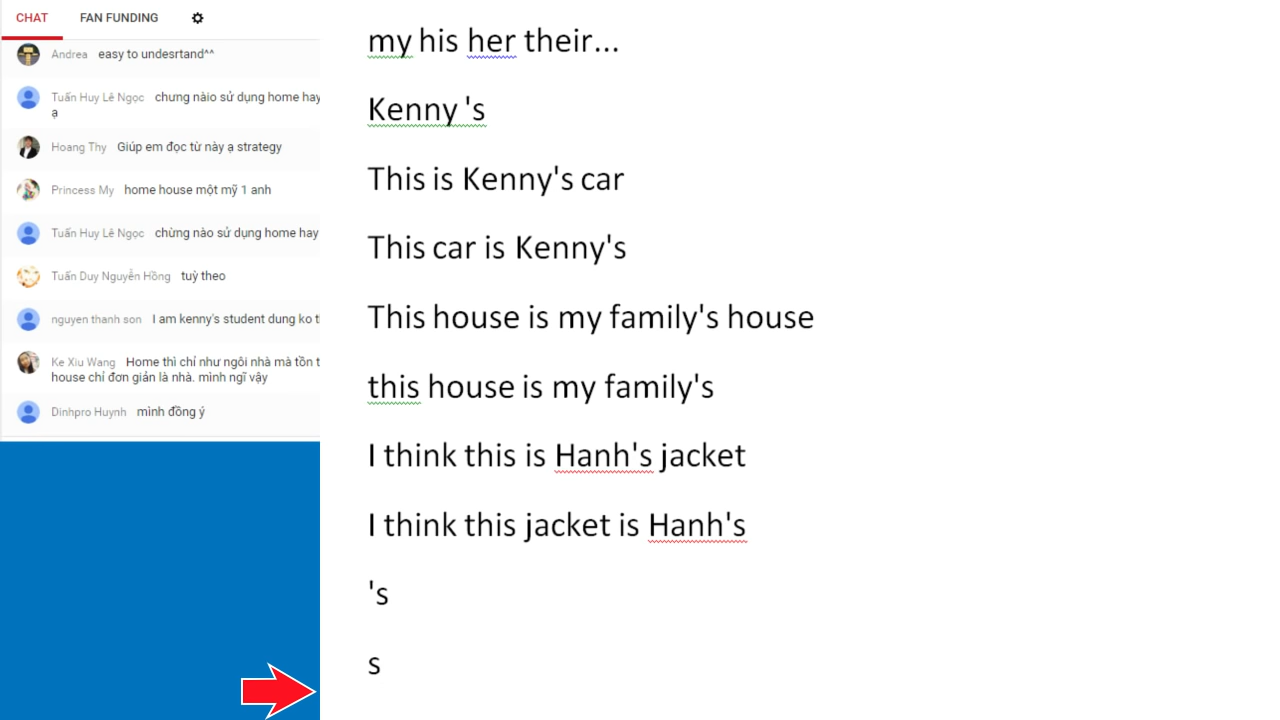 CHAT FAN FUNDING
Andrea easy to undesrtand^^
Tuấn Huy Lê Ngọc chưng nàio sử dụng home hay
ạ
Hoang Thy Giúp em đọc từ này ạ strategy
Princess My home house một mỹ 1 anh
Tuấn Huy Lê Ngọc chừng nào sử dụng home hay
Tuấn Duy Nguyễn Hồng tuỳ theo
nguyen thanh son I am kenny's student dung ko
Ke Xiu Wang Home thì chỉ như ngôi nhà mà tồn
house chỉ đơn giản là nhà. mình ngĩ vậy
Dinhpro Huynh mình đồng ý
my his her their...
Kenny 's
This is Kenny's car
This car is Kenny's
This house is my family's house
this house is my family's
I think this is Hanh's jacket
I think this jacket is Hanh's
's
s